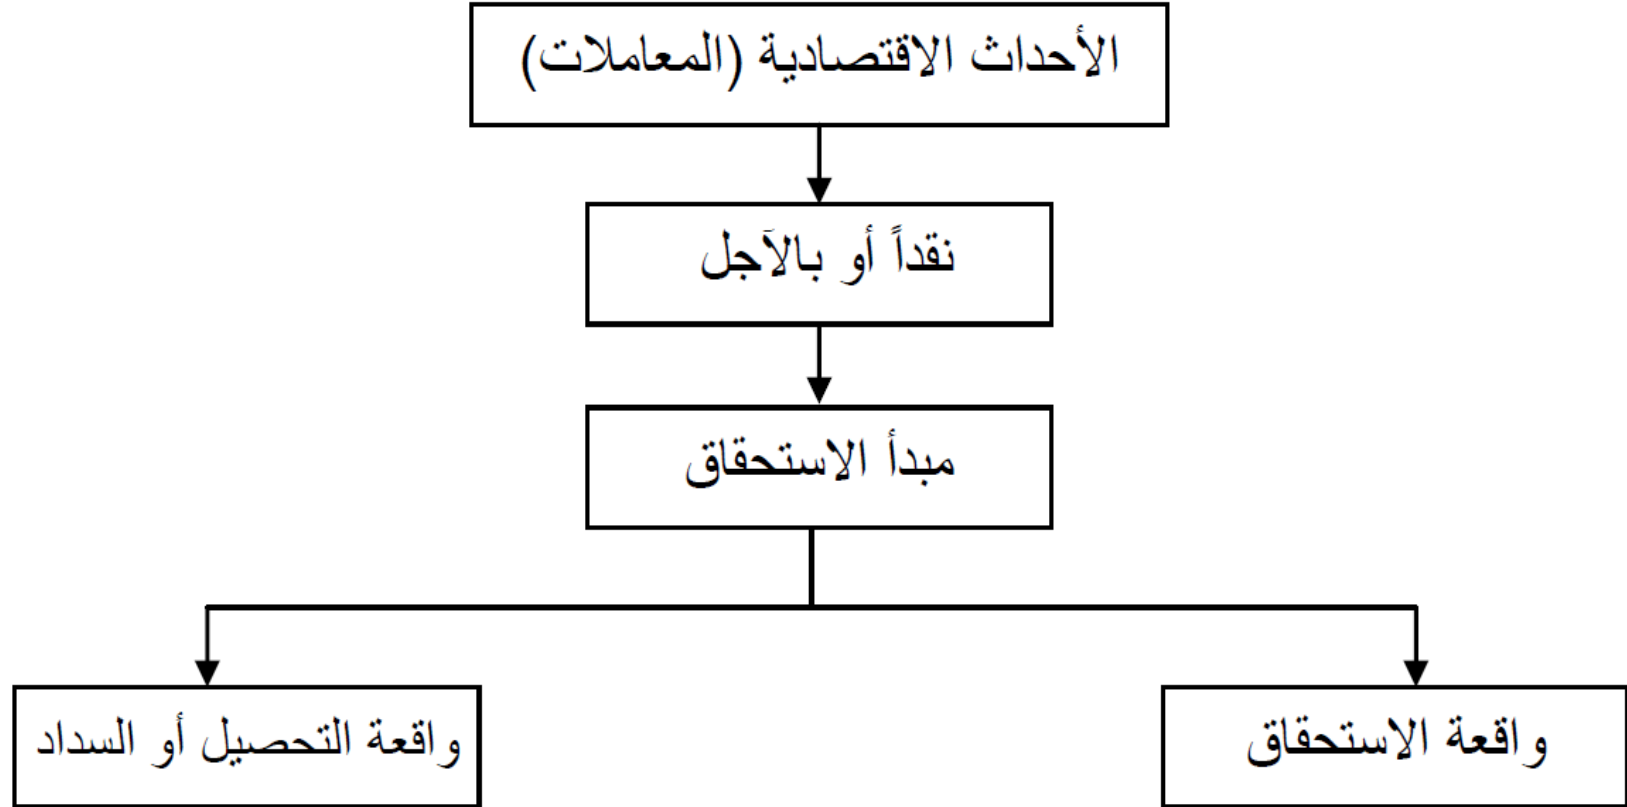 الأحداث الاقتصادية (المعاملات)
نقداً أو بالآجل
مبدأ الاستحقاق
واقعة الاستحقاق
واقعة التحصيل أو السداد